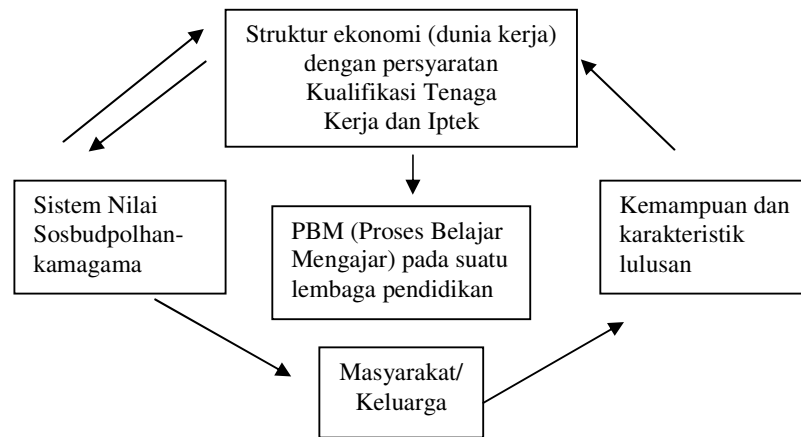 Struktur ekonomi (dunia kerja)
dengan persyaratan
Kualifikasi Tenaga
Kerja dan Iptek
Sistem Nilai
Sosbudpolhan-
kamagama
PBM (Proses Belajar
Mengajar) pada suatu
lembaga pendidikan
Kemampuan dan
karakteristik
lulusan
Masyarakat/
Keluarga